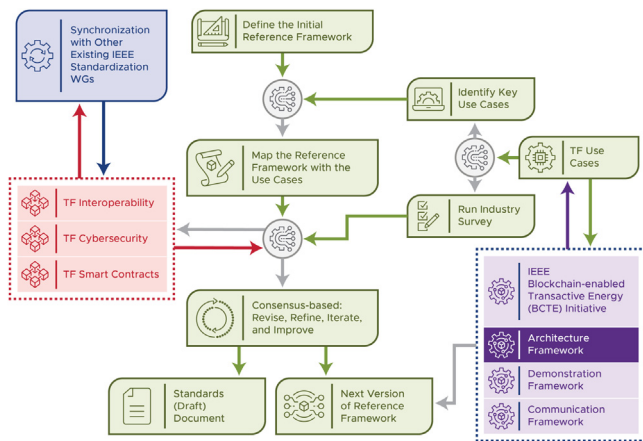 Synchronization
with Other
Existing IEEE
Standardization
WGs
Define the Initial
Reference Framework
Identify Key
Use Cases
Map the Reference
Framework with the
Use Cases
TF Use
Cases
TF Interoperability
TF Cybersecurity
TF Smart Contracts
Run Industry
Survey
IEEE
Blockchain-enabled
Transactive Energy
(BCTE) Initiative
Consensus-based:
Revise, Refine, Iterate,
and Improve
Architecture
Framework
Demonstration
Framework
Communication
Framework
Standards
(Draft)
Document
Next Version
of Reference
Framework